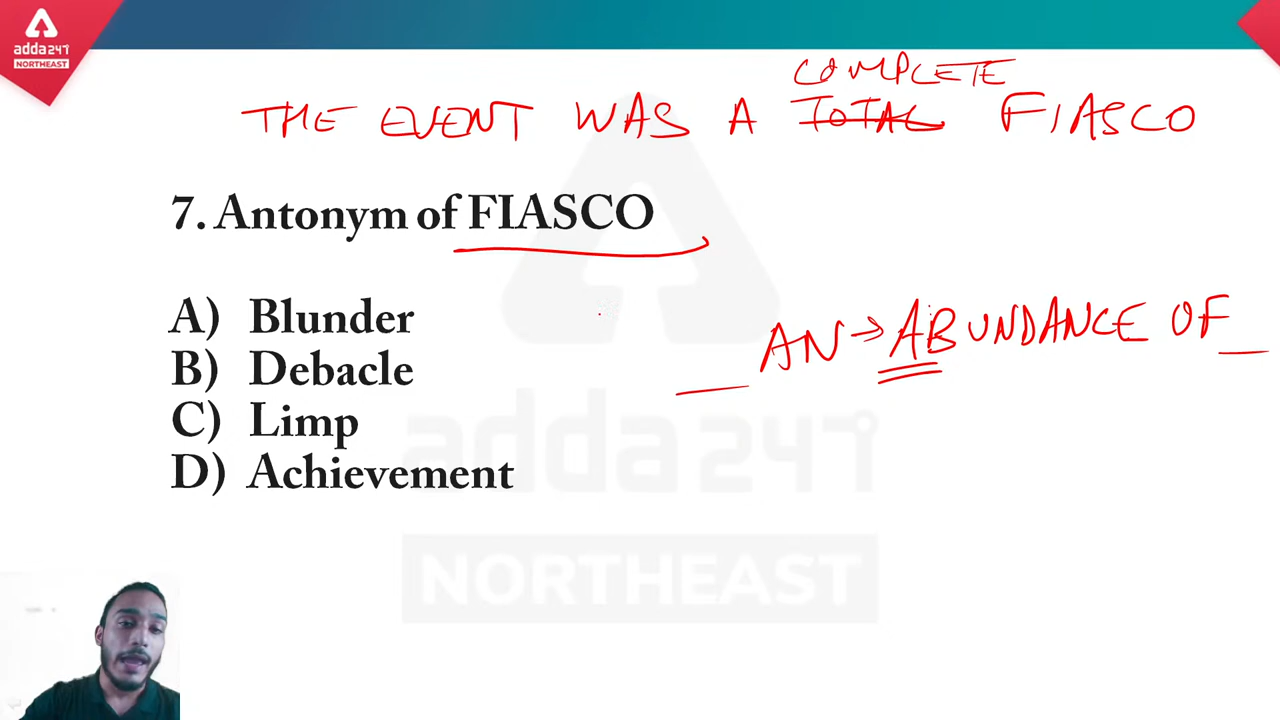 adda247
NORTHEAST
COMPLETE
THE EVENT WAS A TOTAL FIASCO
7. Antonym of FIASCO
A) Blunder
B) Debacle
C) Limp
D) Achievement
_ AN → ABUNDANCE OF _
adda247
NORTHEAST